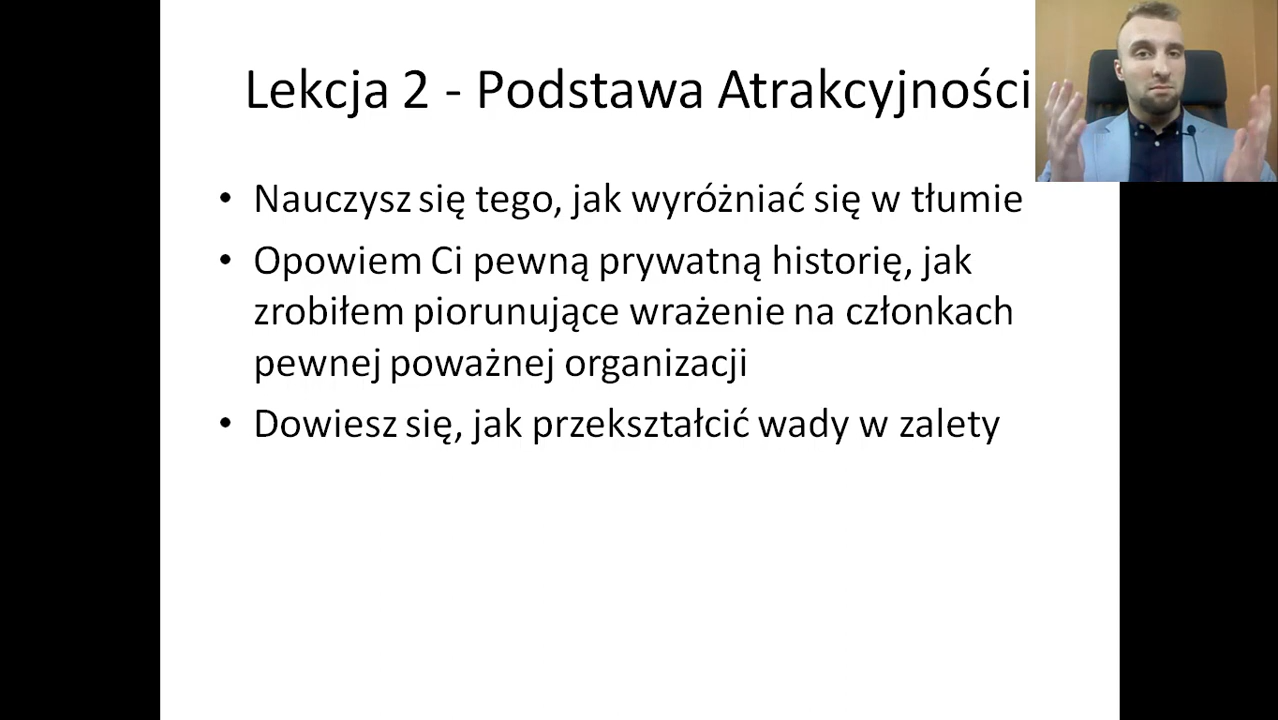 Lekcja 2 - Podstawa Atrakcyjności
• Nauczysz się tego, jak wyróżniać się w tłumie
• Opowiem Ci pewną prywatną historię, jak
zrobiłem piorunujące wrażenie na członkach
pewnej poważnej organizacji
• Dowiesz się, jak przekształcić wady w zalety